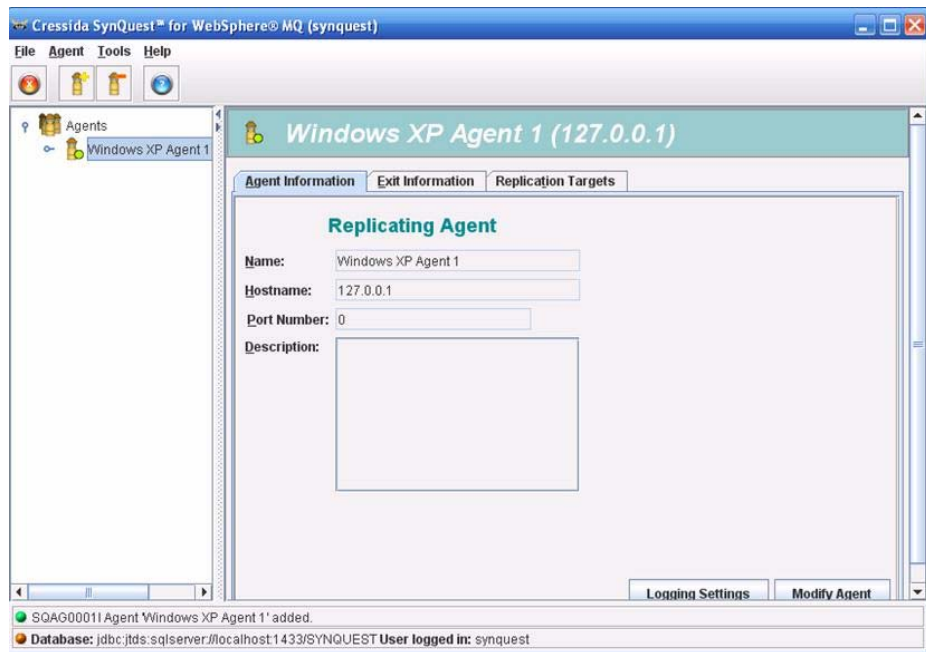 Cressida SynQuest™ for WebSphere® MQ (synquest)
File Agent Tools Help
Agents
Windows XP Agent 1
Windows XP Agent 1 (127.0.0.1)
Agent Information Exit Information Replication Targets
Replicating Agent
Name: Windows XP Agent 1
Hostname: 127.0.0.1
Port Number: 0
Description:
Logging Settings Modify Agent
SQAG0001I Agent 'Windows XP Agent 1' added.
Database: jdbc:jtds:sqlserver://localhost:1433/SYNQUEST User logged in: synquest